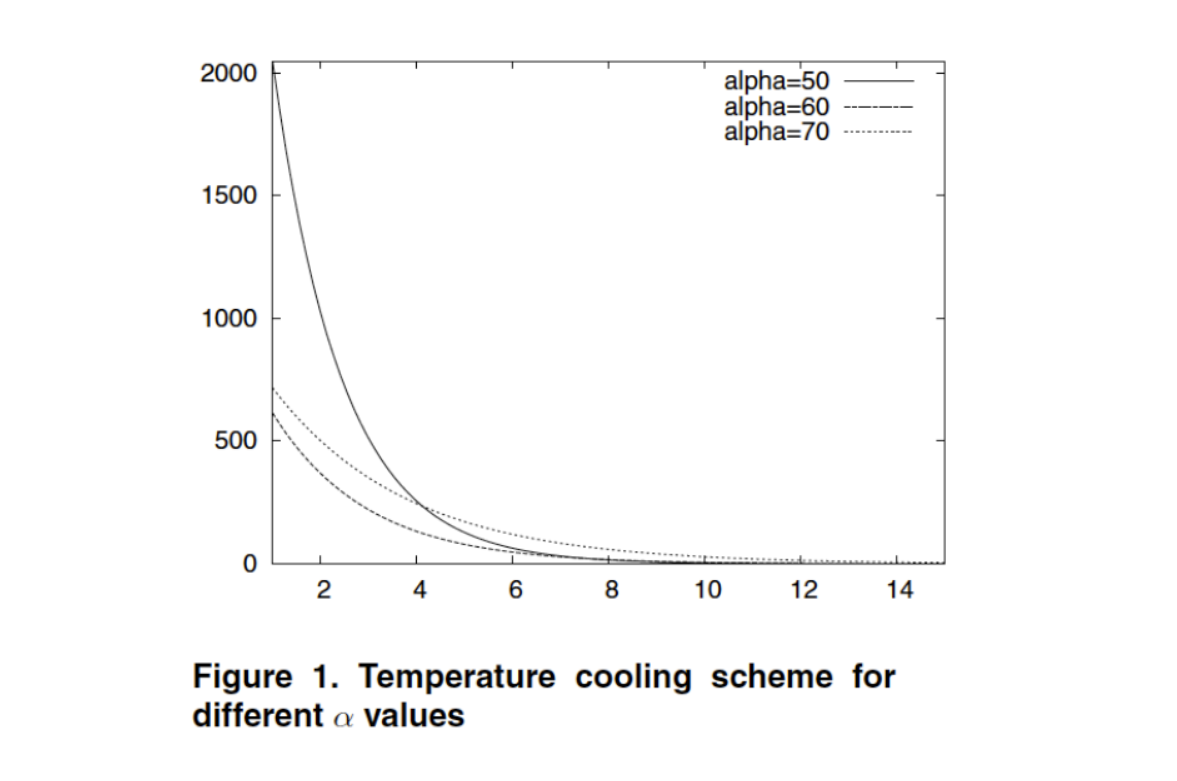 2000
1500
1000
500
0
2 4 6 8 10 12 14
alpha=50
alpha=60
alpha=70
Figure 1. Temperature cooling scheme for
different α values